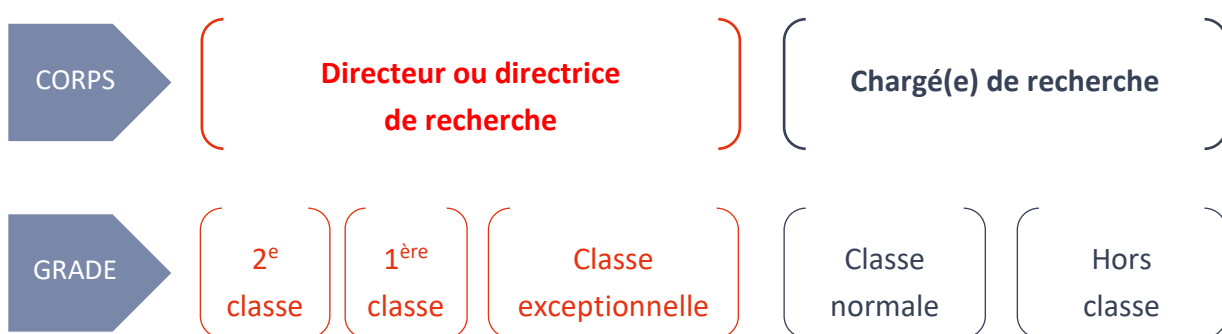 CORPS
Directeur ou directrice
de recherche
Chargé(e) de recherche
GRADE
2e
classe
1ère
classe
Classe
exceptionnelle
Classe
normale
Hors
classe